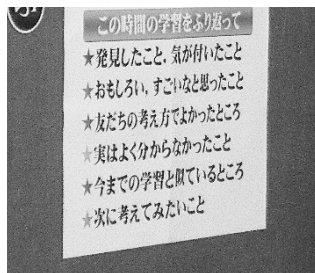 この時間の学習をふり返って
★発見したこと，気が付いたこと
★おもしろい，すごいなと思ったこと
★友だちの考え方でよかったところ
★実はよく分からなかったこと
★今までの学習と似ているところ
★次に考えてみたいこと